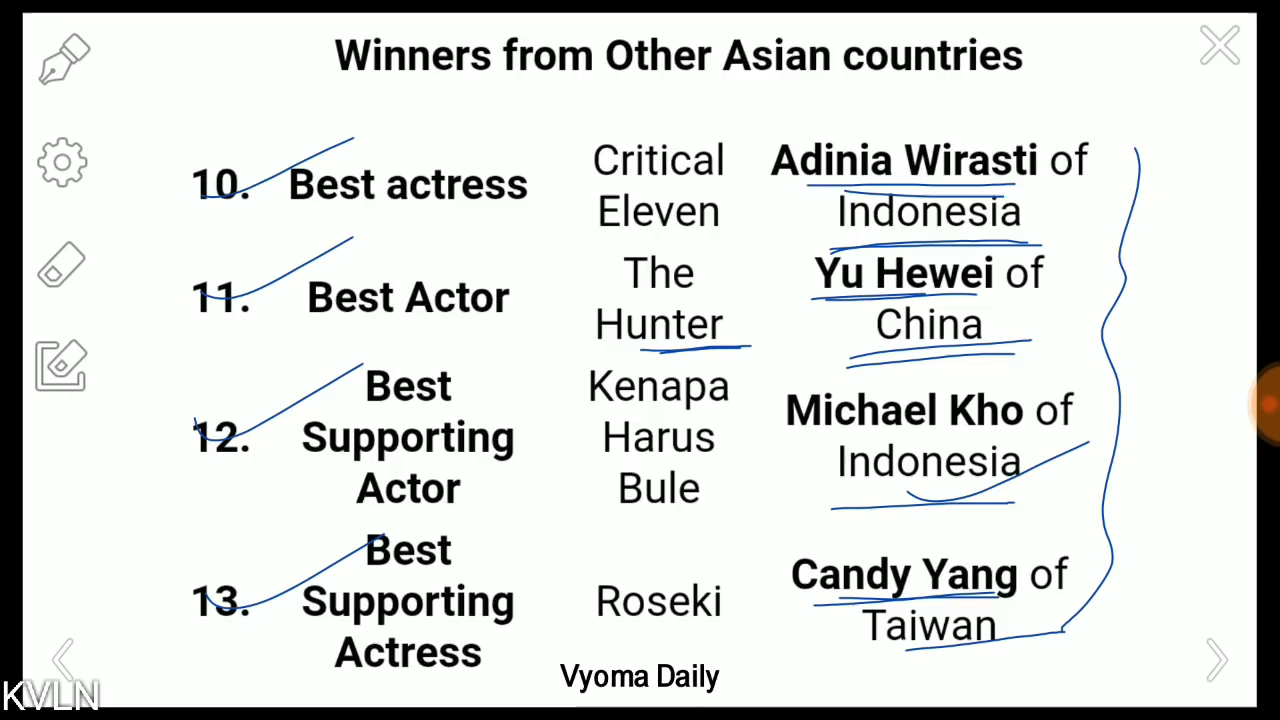 Winners from Other Asian countries
10. Best actress Critical Eleven Adinia Wirasti of Indonesia
11. Best Actor The Hunter Yu Hewei of China
12. Best Supporting Actor Kenapa Harus Bule Michael Kho of Indonesia
13. Best Supporting Actress Roseki Candy Yang of Taiwan
Vyoma Daily
KVLN